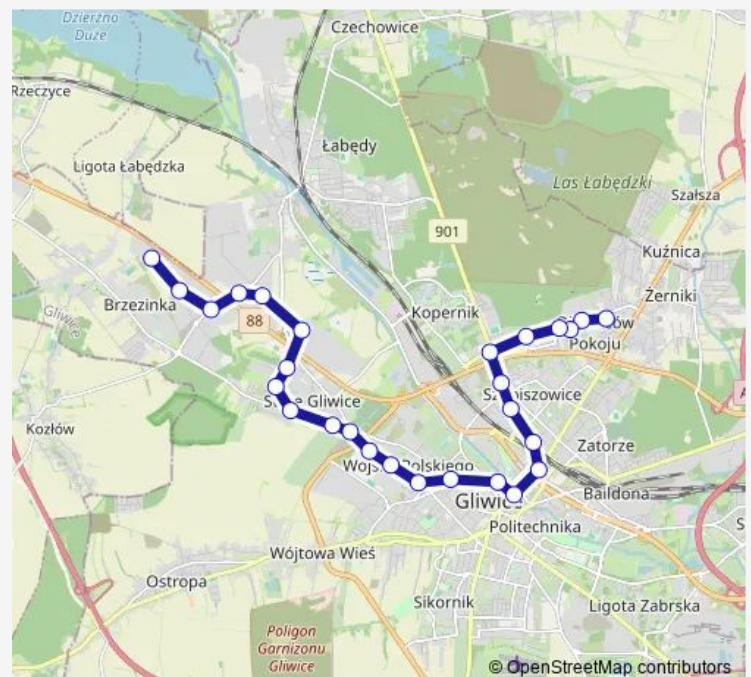 Dzierżno
Duże
Czechowice
Rzeczyce
Łabędy
Ligota Łabędzka
Las Łabędzki
Szałsza
901
Kuźnica
Żerniki
Brzezinka
Gliwice
88
Kopernik
Pokoju
Stare Gliwice
Kozłów
Zatorze
Wojska Polskiego
Baildona
Gliwice
Politechnika
Wójtowa Wieś
Ostropa
Sikornik
Ligota Zabrska
Poligon
Garnizonu
Gliwice
© OpenStreetMap contributors